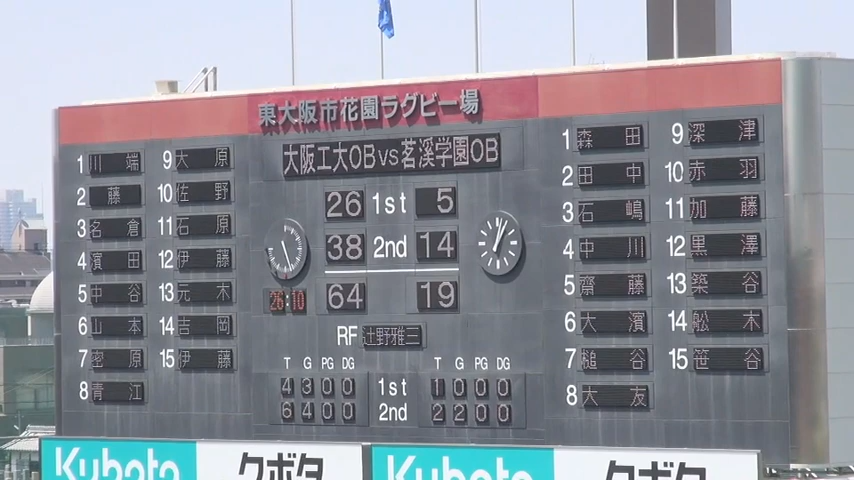 東大阪市花園ラグビー場
大阪工大OBvs茗溪学園OB
1 川端 9 大原
2 藤 10 佐野
3 名倉 11 石原
4 濱田 12 伊藤
5 中谷 13 元木
6 山本 14 吉岡
7 密原 15 伊藤
8 青江
26 1st 5
38 2nd 14
64 19
26:10
RF 辻野雅三
T G PG DG T G PG DG
4 3 0 0 1st 1 0 0 0
6 4 0 0 2nd 2 2 0 0
1 森田 9 深津
2 田中 10 赤羽
3 石嶋 11 加藤
4 中川 12 黒澤
5 齋藤 13 築谷
6 大濱 14 舩木
7 槌谷 15 笹谷
8 大友
Kubota クボタ Kubota クボタ